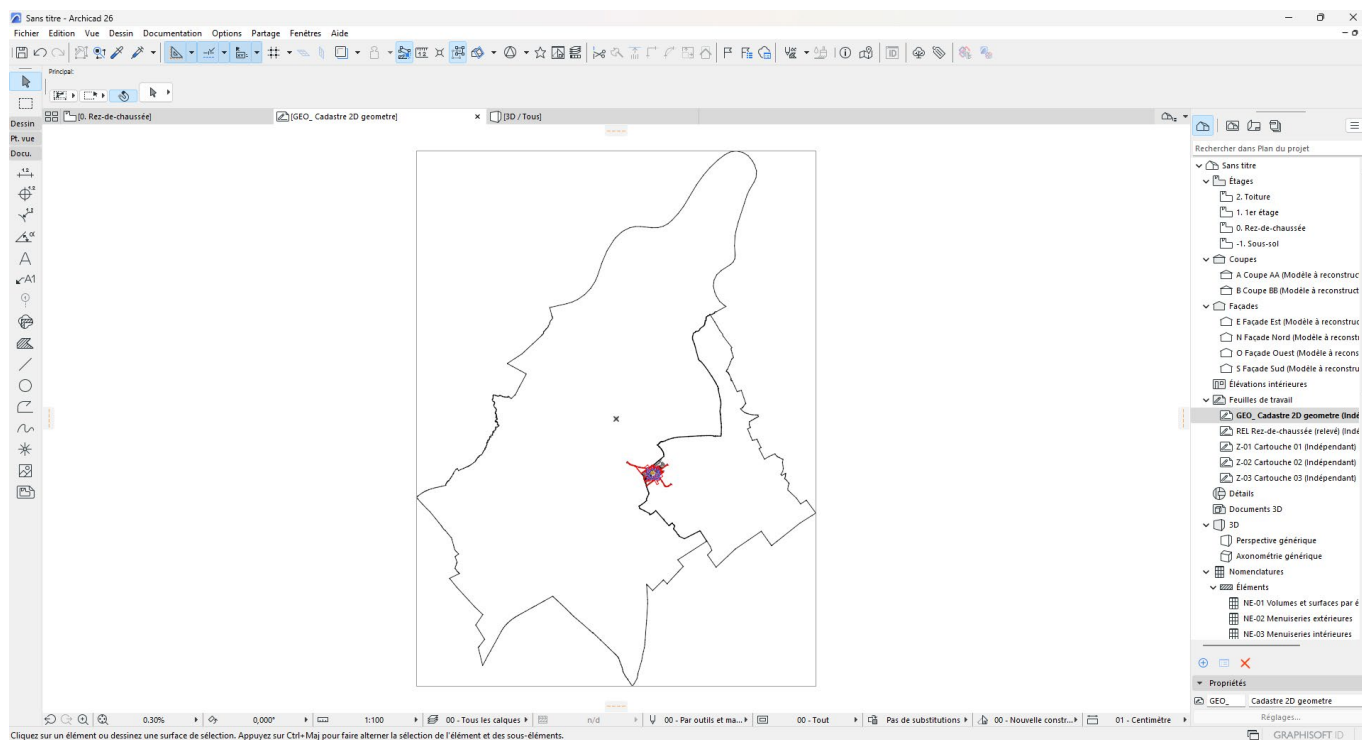 Sans titre - Archicad 26
Fichier Edition Vue Dessin Documentation Options Partage Fenêtres Aide
Principal:
[0. Rez-de-chaussée]
[GEO_ Cadastre 2D geometre]
[3D / Tous]
Dessin
Pt. vue
Docu.
Rechercher dans Plan du projet
Sans titre
Étages
2. Toiture
1. 1er étage
0. Rez-de-chaussée
-1. Sous-sol
Coupes
A Coupe AA (Modèle à reconstruc
B Coupe BB (Modèle à reconstruct
Façades
E Façade Est (Modèle à reconstruc
N Façade Nord (Modèle à reconstr
O Façade Ouest (Modèle à recons
S Façade Sud (Modèle à reconstru
Élévations intérieures
Feuilles de travail
GEO_ Cadastre 2D geometre (Indé
REL Rez-de-chaussée (relevé) (Indé
Z-01 Cartouche 01 (Indépendant)
Z-02 Cartouche 02 (Indépendant)
Z-03 Cartouche 03 (Indépendant)
Détails
Documents 3D
3D
Perspective générique
Axonométrie générique
Nomenclatures
Éléments
NE-01 Volumes et surfaces par é
NE-02 Menuiseries extérieures
NE-03 Menuiseries intérieures
Propriétés
GEO_ Cadastre 2D geometre
Réglages...
0.30% 0,000° 1:100 00 - Tous les calques n/d 00 - Par outils et ma... 00 - Tout Pas de substitutions 00 - Nouvelle constr... 01 - Centimètre
Cliquez sur un élément ou dessinez une surface de sélection. Appuyez sur Ctrl+Maj pour faire alterner la sélection de l'élément et des sous-éléments.
GRAPHISOFT ID